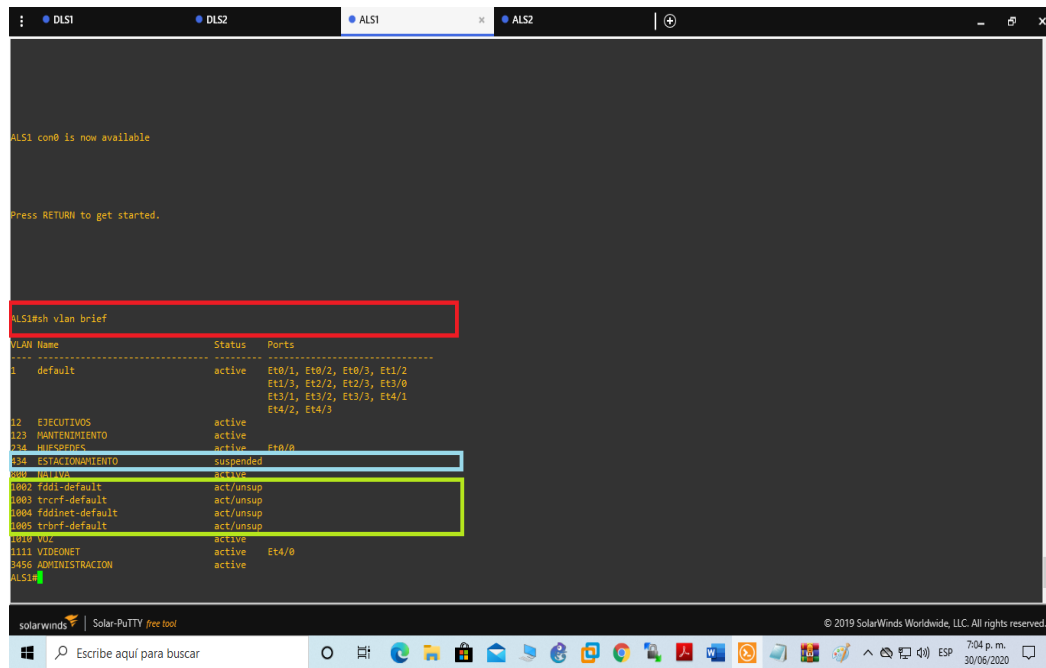 DLS1 DLS2 ALS1 × ALS2
ALS1 con0 is now available
Press RETURN to get started.
ALS1#sh vlan brief
VLAN Name                             Status    Ports
---- -------------------------------- --------- -------------------------------
1    default                          active    Et0/1, Et0/2, Et0/3, Et1/2
                                                Et1/3, Et2/2, Et2/3, Et3/0
                                                Et3/1, Et3/2, Et3/3, Et4/1
                                                Et4/2, Et4/3
12   EJECUTIVOS                       active
123  MANTENIMIENTO                    active
234  HUESPEDES                        active    Et0/0
434  ESTACIONAMIENTO                  suspended
800  NATIVA                           active
1002 fddi-default                     act/unsup
1003 trcrf-default                    act/unsup
1004 fddinet-default                  act/unsup
1005 trbrf-default                    act/unsup
1010 VOZ                              active
1111 VIDEONET                         active    Et4/0
3456 ADMINISTRACION                   active
ALS1#
solarwinds | Solar-PuTTY free tool © 2019 SolarWinds Worldwide, LLC. All rights reserved.
Escribe aquí para buscar ESP 7:04 p. m.
30/06/2020